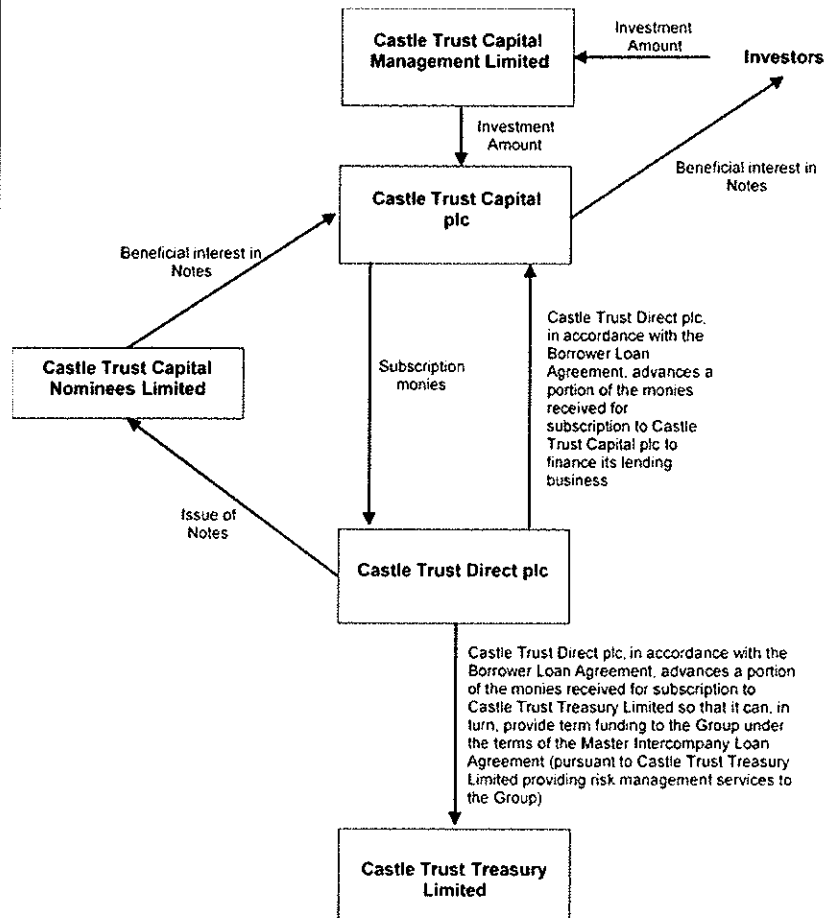 Castle Trust Capital
Management Limited
Investment
Amount
Investors
Investment
Amount
Beneficial interest in
Notes
Castle Trust Capital
plc
Beneficial interest in
Notes
Castle Trust Capital
Nominees Limited
Subscription
monies
Castle Trust Direct plc,
in accordance with the
Borrower Loan
Agreement, advances a
portion of the monies
received for
subscription to Castle
Trust Capital plc to
finance its lending
business
Issue of
Notes
Castle Trust Direct plc
Castle Trust Direct plc, in accordance with the
Borrower Loan Agreement, advances a portion
of the monies received for subscription to
Castle Trust Treasury Limited so that it can, in
turn, provide term funding to the Group under
the terms of the Master Intercompany Loan
Agreement (pursuant to Castle Trust Treasury
Limited providing risk management services to
the Group)
Castle Trust Treasury
Limited